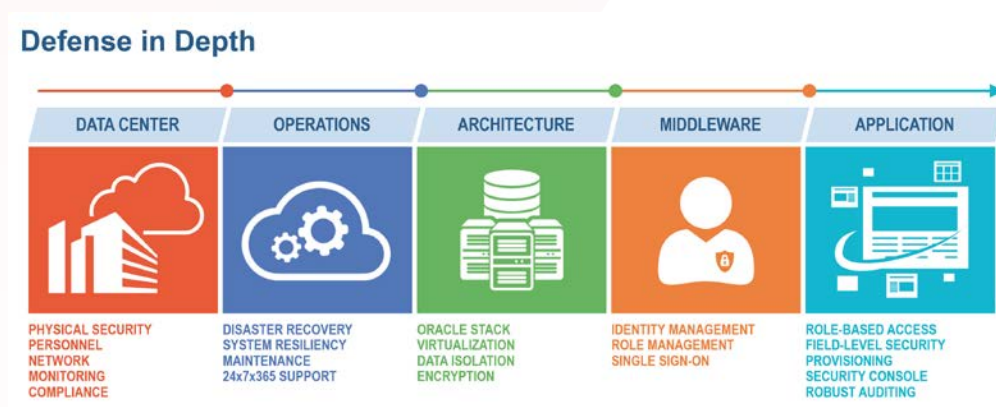 Defense in Depth
DATA CENTER
OPERATIONS
ARCHITECTURE
MIDDLEWARE
APPLICATION
PHYSICAL SECURITY
PERSONNEL
NETWORK
MONITORING
COMPLIANCE
DISASTER RECOVERY
SYSTEM RESILIENCY
MAINTENANCE
24x7x365 SUPPORT
ORACLE STACK
VIRTUALIZATION
DATA ISOLATION
ENCRYPTION
IDENTITY MANAGEMENT
ROLE MANAGEMENT
SINGLE SIGN-ON
ROLE-BASED ACCESS
FIELD-LEVEL SECURITY
PROVISIONING
SECURITY CONSOLE
ROBUST AUDITING